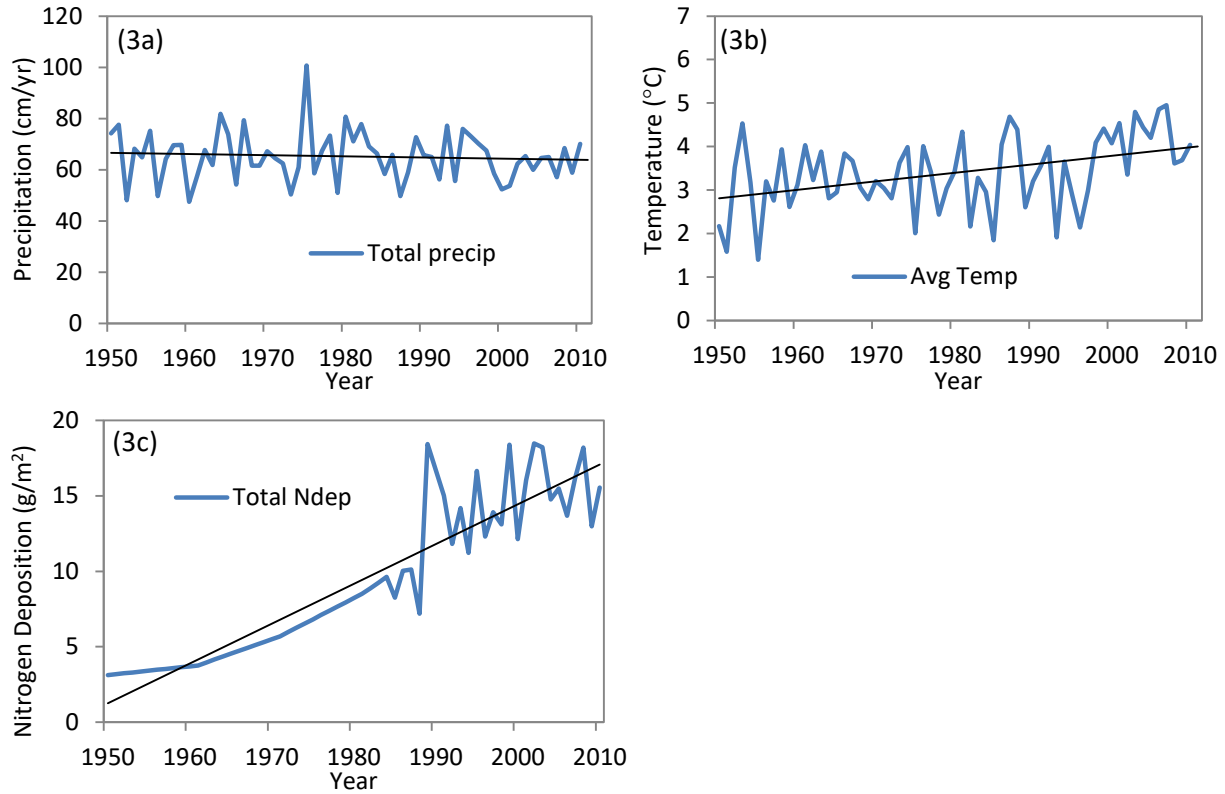 (3a)
Precipitation (cm/yr)
120
100
80
60
40
20
0
Total precip
1950 1960 1970 1980 1990 2000 2010
Year
(3b)
Temperature (°C)
7
6
5
4
3
2
1
0
Avg Temp
1950 1960 1970 1980 1990 2000 2010
Year
(3c)
Nitrogen Deposition (g/m²)
20
15
10
5
0
Total Ndep
1950 1960 1970 1980 1990 2000 2010
Year